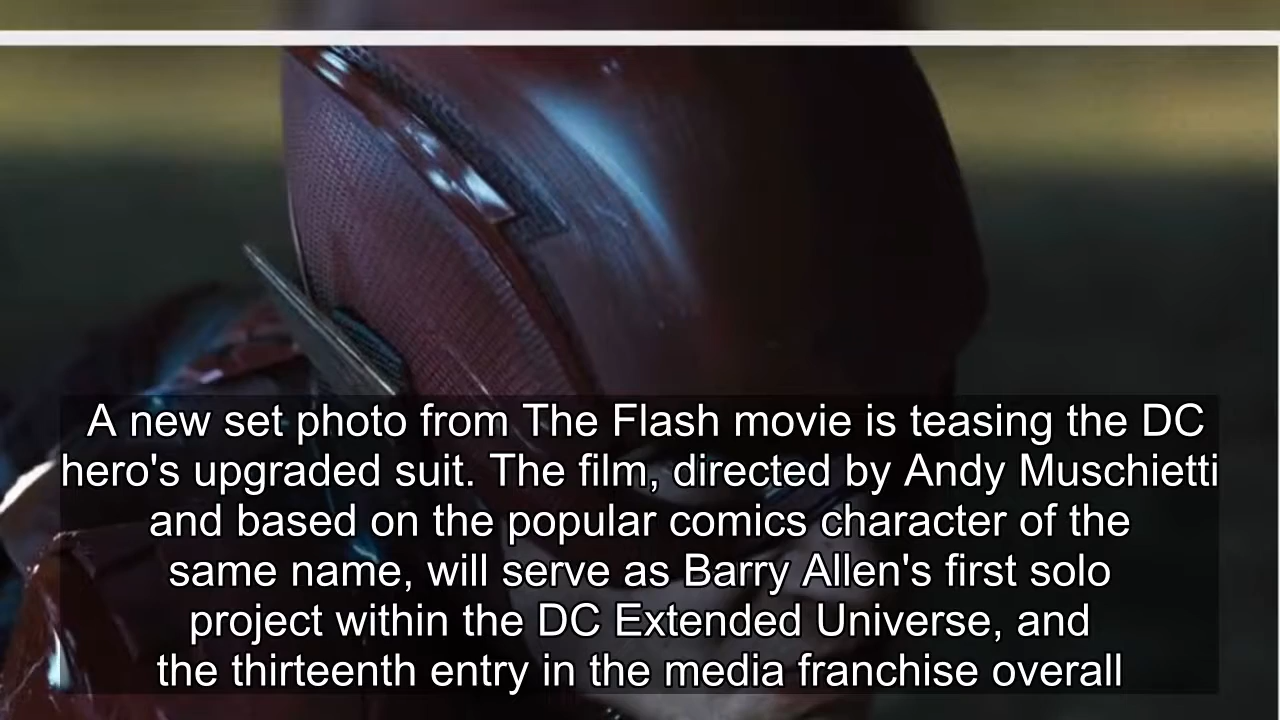 A new set photo from The Flash movie is teasing the DC
hero's upgraded suit. The film, directed by Andy Muschietti
and based on the popular comics character of the
same name, will serve as Barry Allen's first solo
project within the DC Extended Universe, and
the thirteenth entry in the media franchise overall